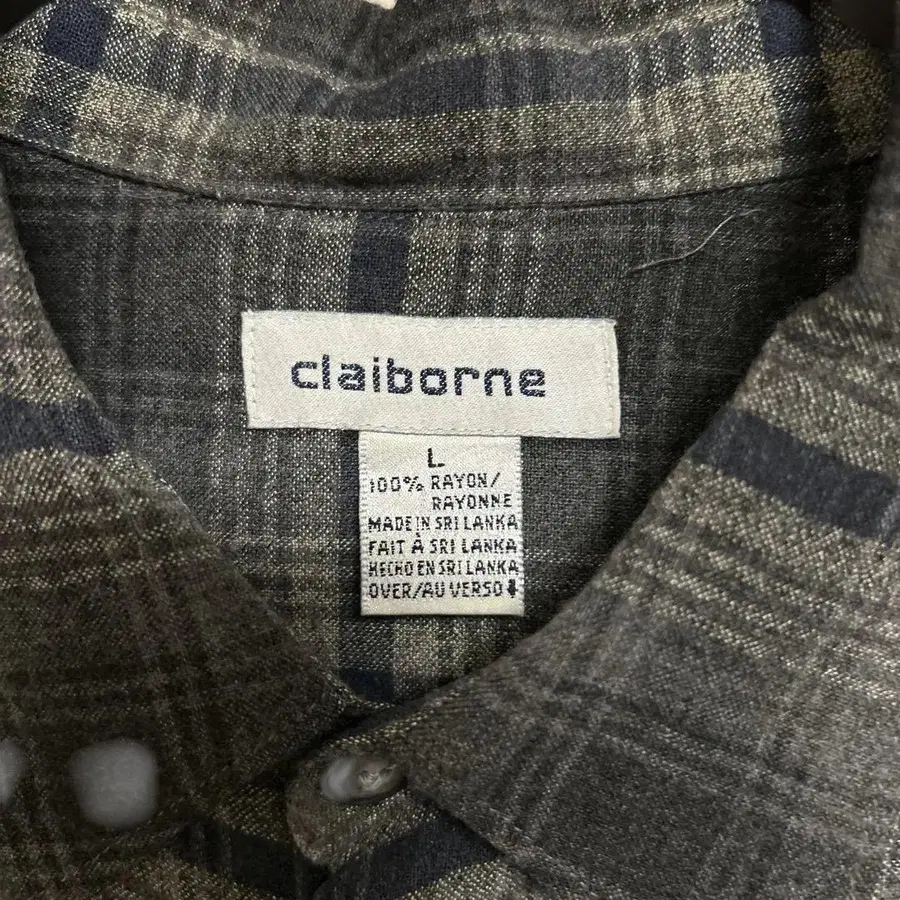 claiborne
L
100% RAYON/
RAYONNE
MADE IN SRI LANKA
FAIT À SRI LANKA
HECHO EN SRI LANKA
OVER/AU VERSO